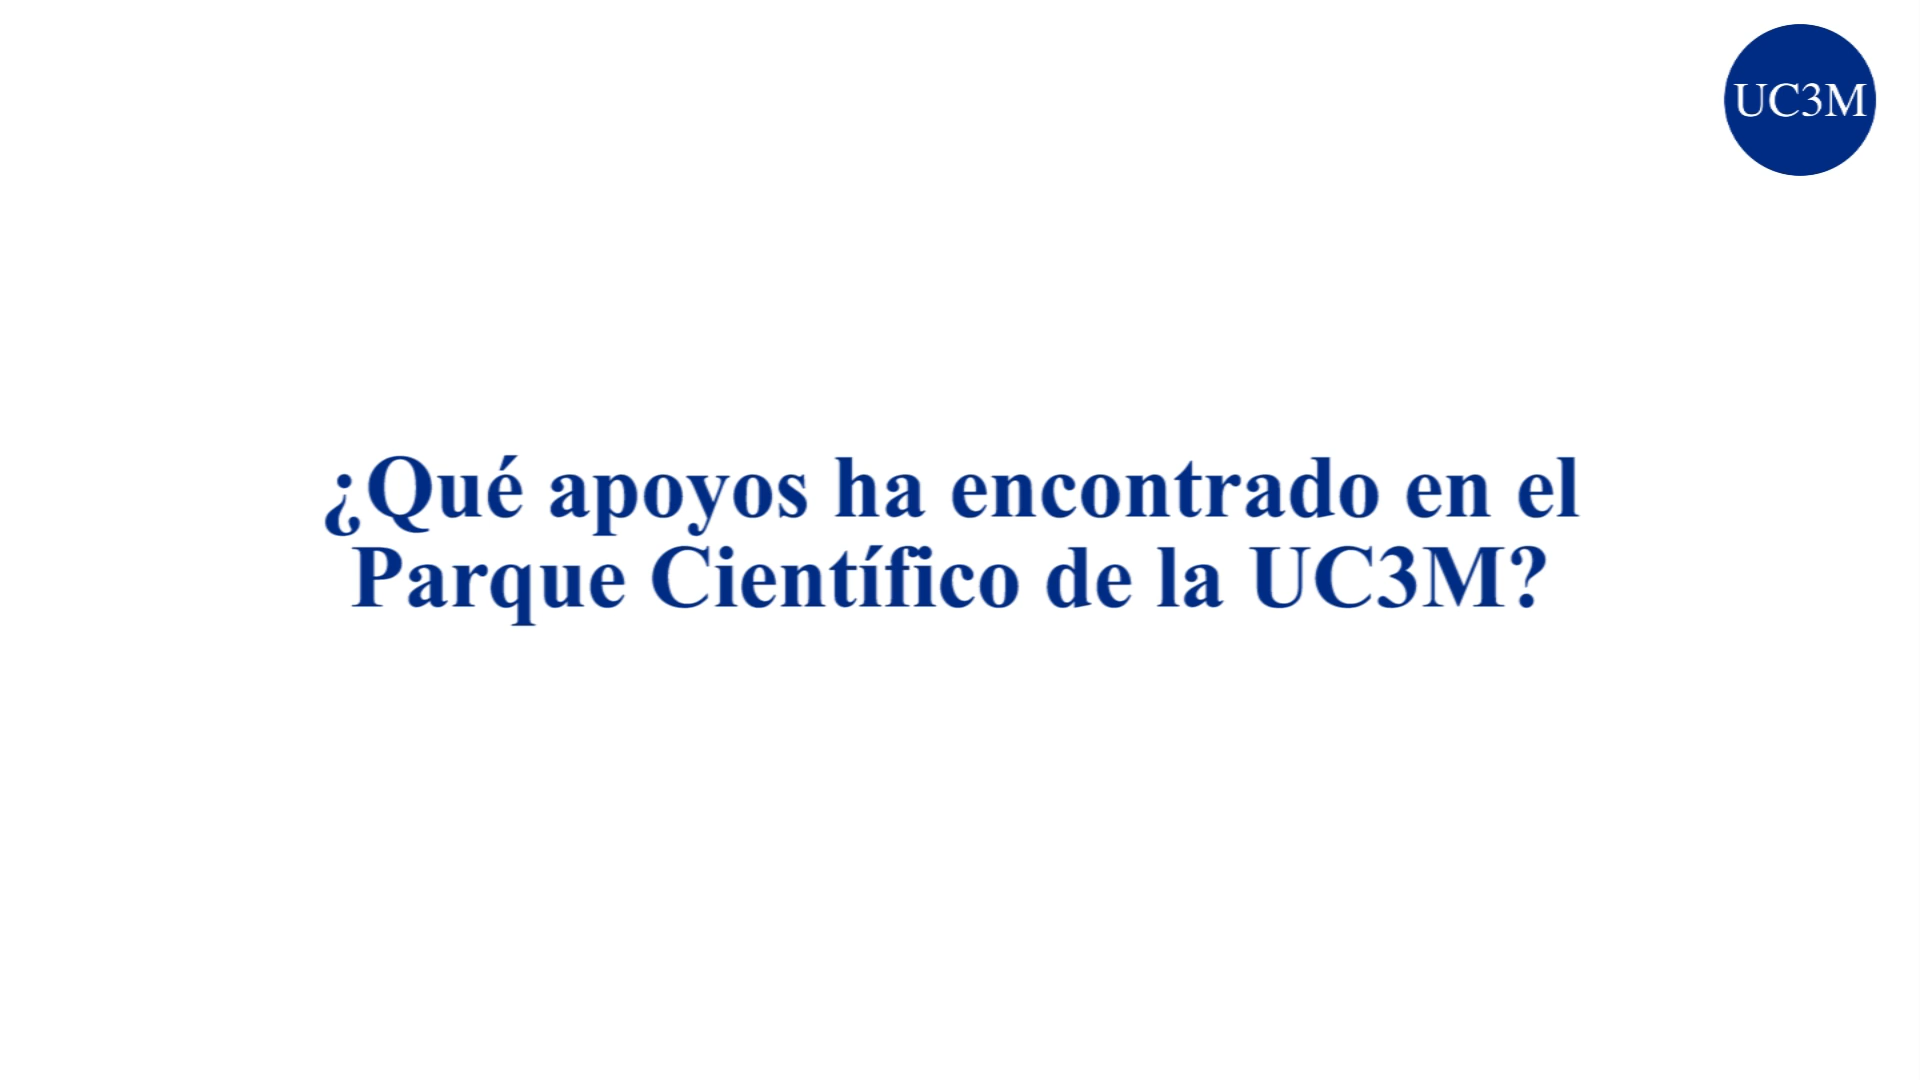 UC3M
¿Qué apoyos ha encontrado en el
Parque Científico de la UC3M?